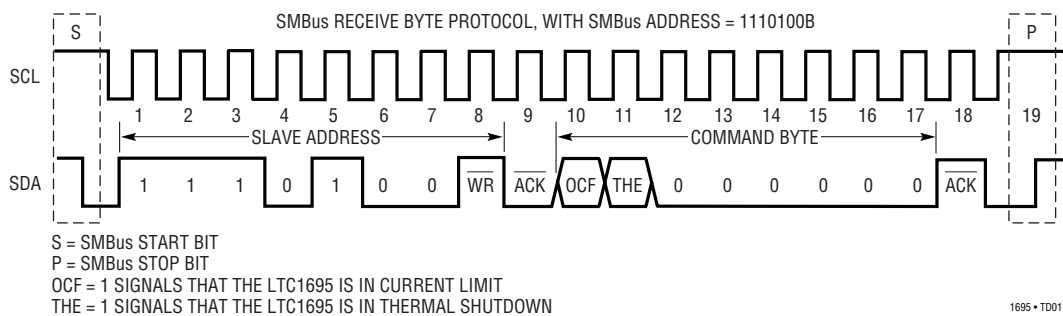 SMBus RECEIVE BYTE PROTOCOL, WITH SMBus ADDRESS = 1110100B
S P
SCL
1 2 3 4 5 6 7 8 9 10 11 12 13 14 15 16 17 18 19
SLAVE ADDRESS COMMAND BYTE
SDA 1 1 1 0 1 0 0 W̅R̅ A̅C̅K̅ OCF THE 0 0 0 0 0 0 A̅C̅K̅
S = SMBus START BIT
P = SMBus STOP BIT
OCF = 1 SIGNALS THAT THE LTC1695 IS IN CURRENT LIMIT
THE = 1 SIGNALS THAT THE LTC1695 IS IN THERMAL SHUTDOWN
1695 • TD01